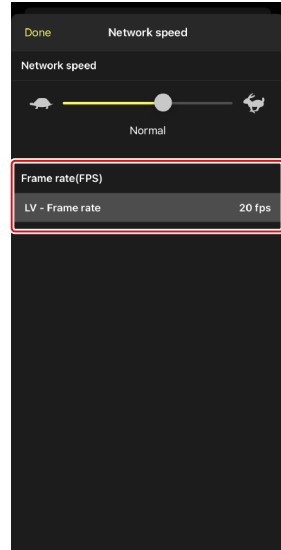 Done Network speed
Network speed
Normal
Frame rate(FPS)
LV - Frame rate 20 fps